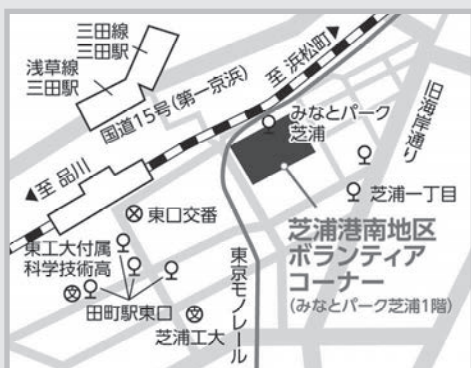 三田線
三田駅
浅草線
三田駅
国道15号(第一京浜)
至 浜松町
旧海岸通り
みなとパーク
芝浦
至 品川
芝浦一丁目
東口交番
芝浦港南地区
ボランティア
コーナー
(みなとパーク芝浦1階)
東工大付属
科学技術高
東京モノレール
田町駅東口
芝浦工大